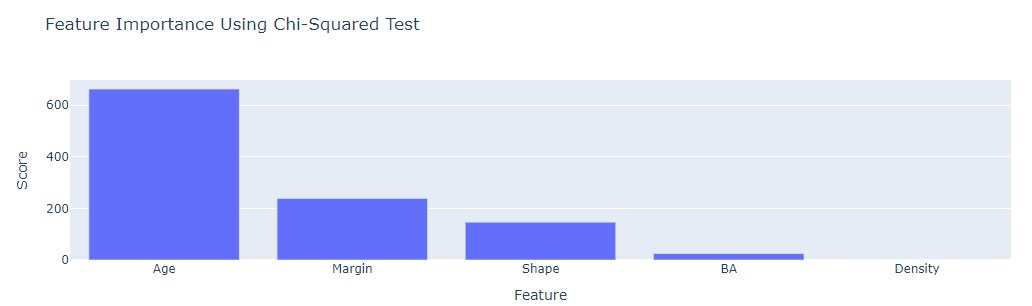 Feature Importance Using Chi-Squared Test
600
400
200
0
Score
Age Margin Shape BA Density
Feature